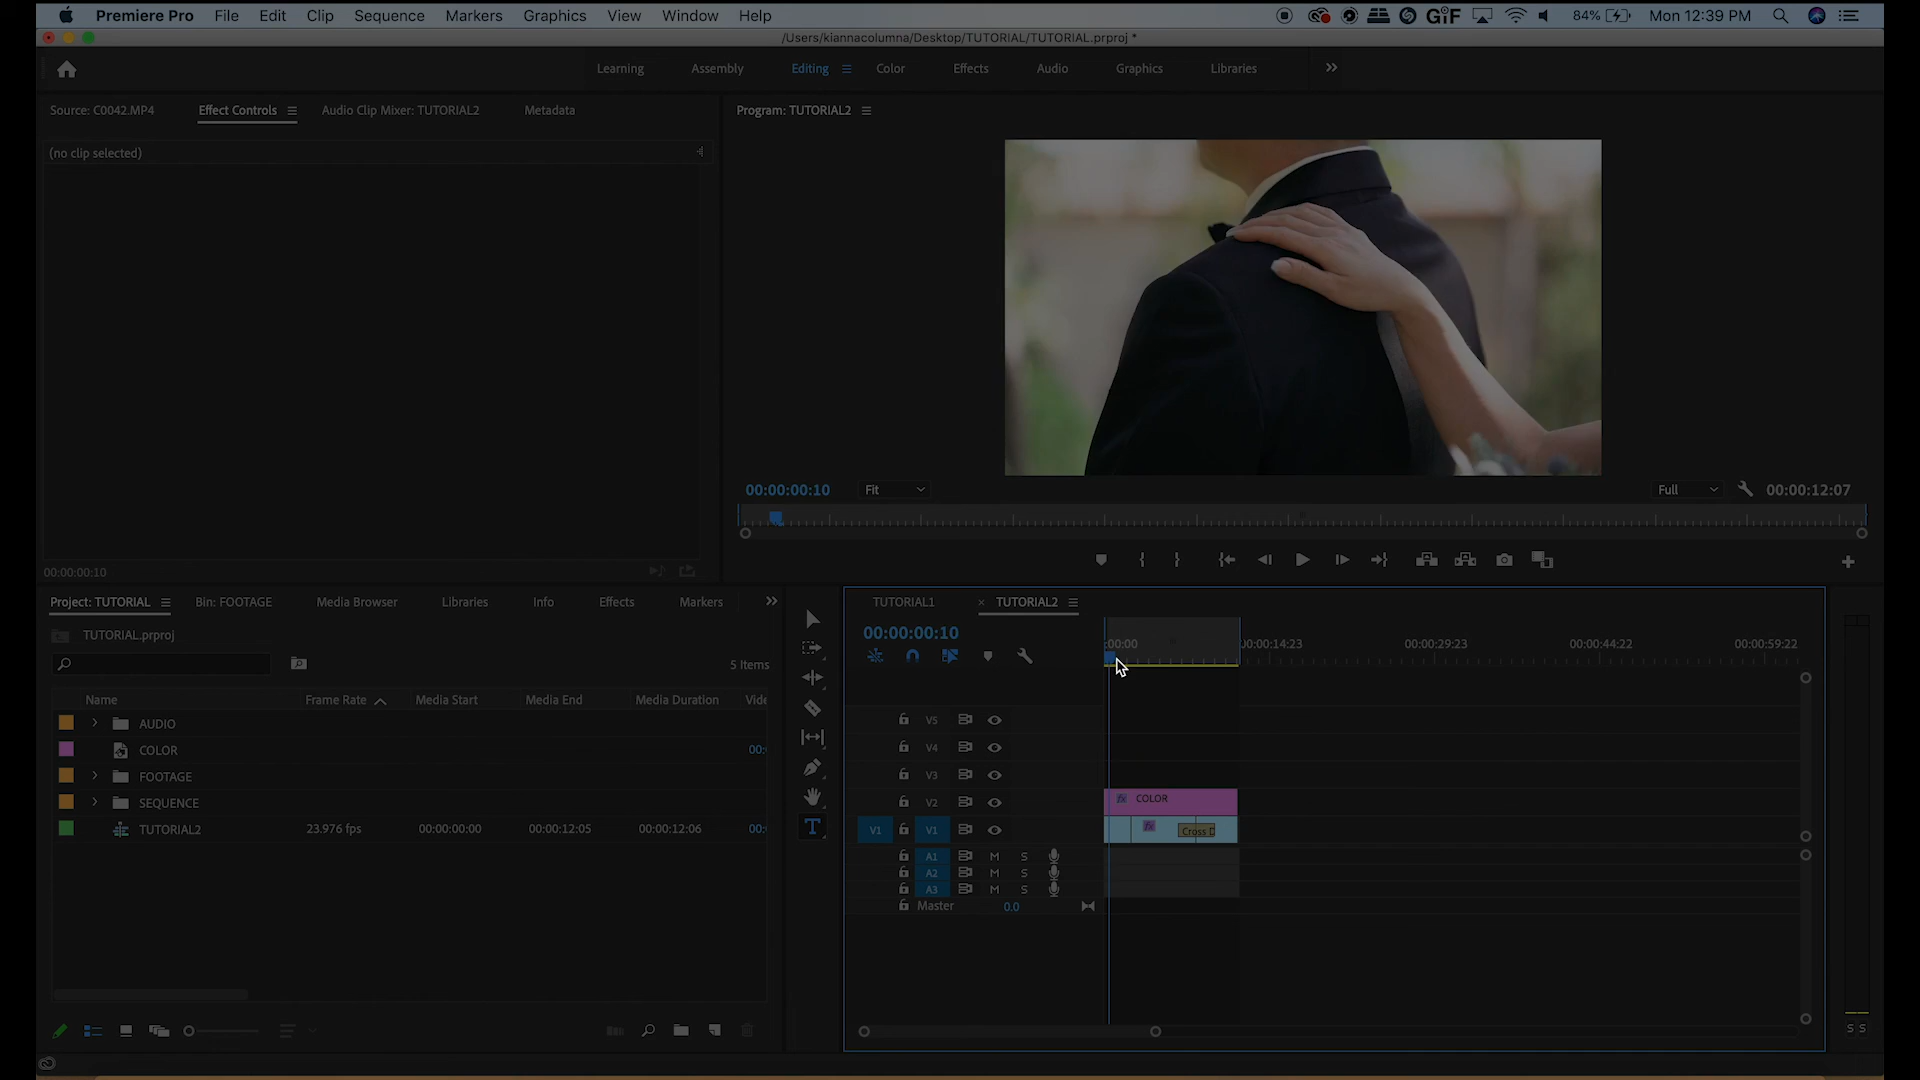 Premiere Pro File Edit Clip Sequence Markers Graphics View Window Help GiF 84% Mon 12:39 PM
/Users/kiannacolumna/Desktop/TUTORIAL/TUTORIAL.prproj *
Learning Assembly Editing Color Effects Audio Graphics Libraries
Source: C0042.MP4 Effect Controls Audio Clip Mixer: TUTORIAL2 Metadata
Program: TUTORIAL2
(no clip selected)
00:00:00:10 Fit Full 00:00:12:07
00:00:00:10
Project: TUTORIAL Bin: FOOTAGE Media Browser Libraries Info Effects Markers
TUTORIAL1 × TUTORIAL2
TUTORIAL.prproj
00:00:00:10
:00:00 00:00:14:23 00:00:29:23 00:00:44:22 00:00:59:22
5 Items
Name Frame Rate Media Start Media End Media Duration Vide
AUDIO
COLOR 00:
FOOTAGE
SEQUENCE
TUTORIAL2 23.976 fps 00:00:00:00 00:00:12:05 00:00:12:06 00:
V5
V4
V3
V2 fx COLOR
V1 V1 fx Cross D
A1 M S
A2 M S
A3 M S
Master 0.0
S S